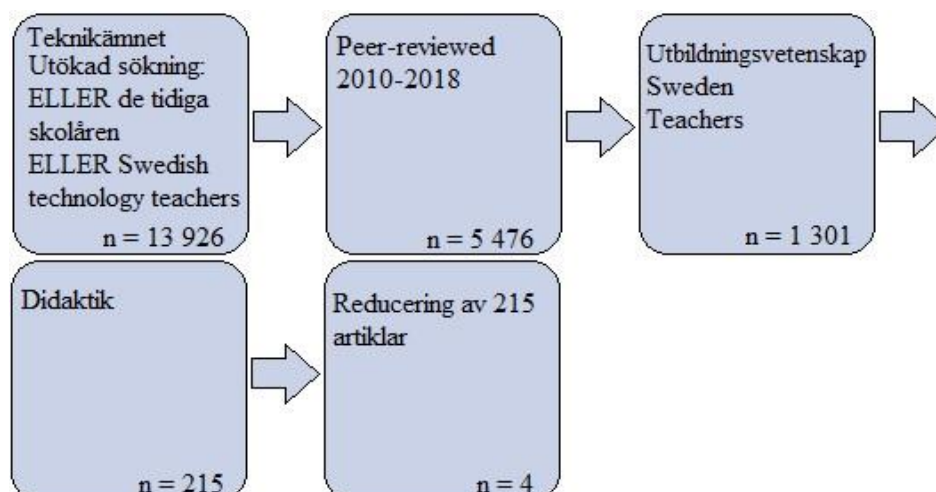 Teknikämnet
Utökad sökning:
ELLER de tidiga
skolåren
ELLER Swedish
technology teachers
n = 13 926
Peer-reviewed
2010-2018
n = 5 476
Utbildningsvetenskap
Sweden
Teachers
n = 1 301
Didaktik
n = 215
Reducering av 215
artiklar
n = 4